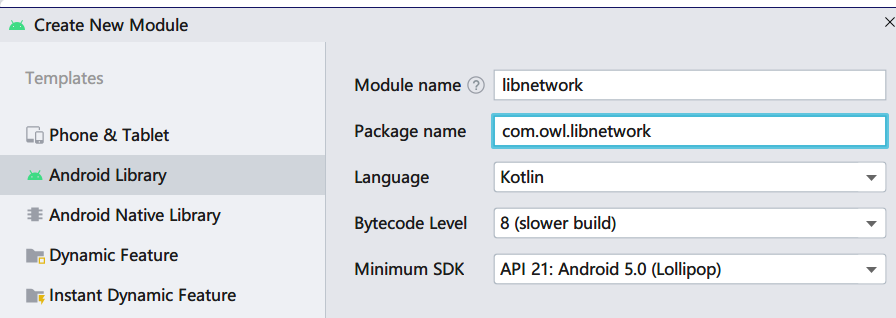 Create New Module
Templates
Phone & Tablet
Android Library
Android Native Library
Dynamic Feature
Instant Dynamic Feature
Module name ? libnetwork
Package name com.owl.libnetwork
Language Kotlin
Bytecode Level 8 (slower build)
Minimum SDK API 21: Android 5.0 (Lollipop)